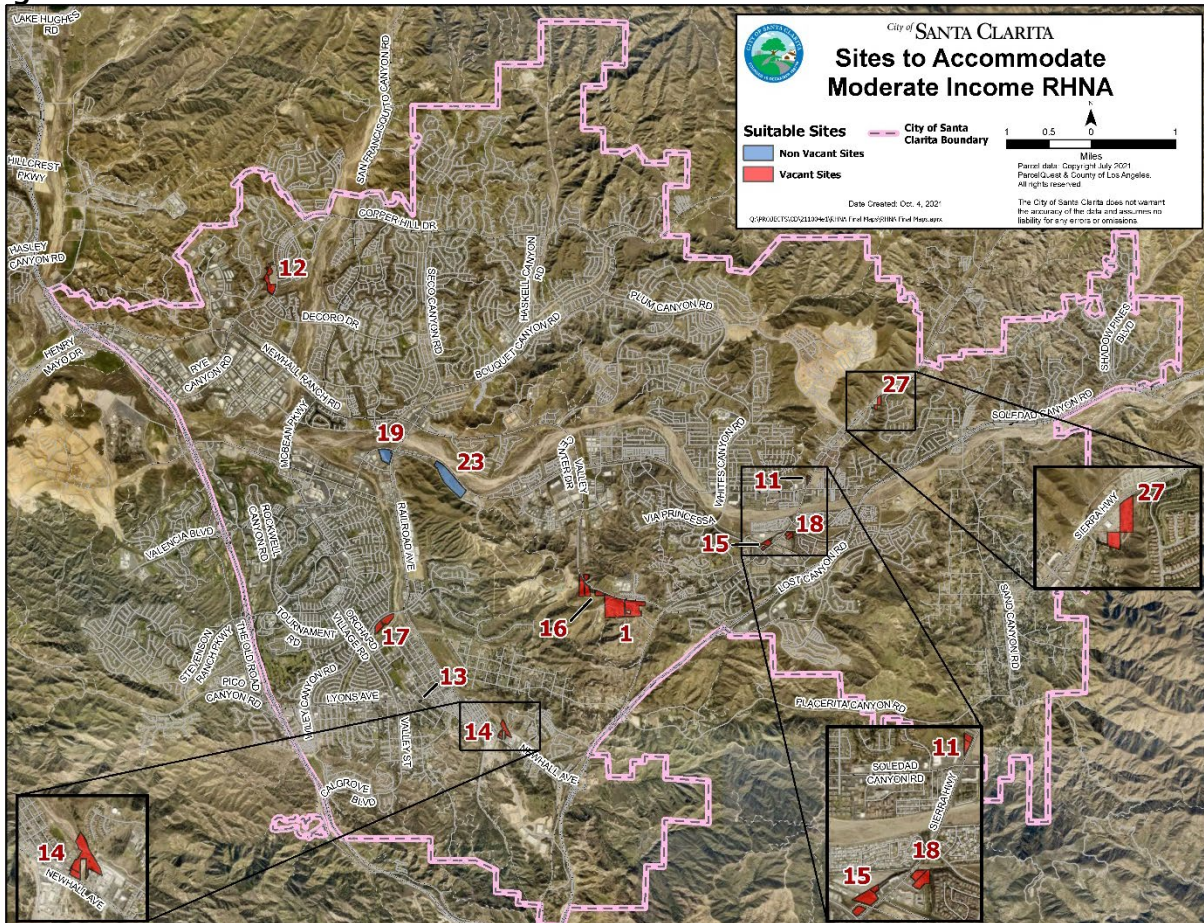 City of SANTA CLARITA
Sites to Accommodate
Moderate Income RHNA
Suitable Sites
Non Vacant Sites
Vacant Sites
City of Santa
Clarita Boundary
N
1 0.5 0 1
Miles
Parcel data: Copyright July 2021
ParcelQuest & County of Los Angeles.
All rights reserved
The City of Santa Clarita does not warrant
the accuracy of the data and assumes no
liability for any errors or omissions.
Date Created: Oct. 4, 2021
LAKE HUGHES
RD
SAN FRANCISQUITO CANYON RD
HILLCREST
PKWY
COPPER HILL DR
HASLEY
CANYON RD
12
SECO CANYON
RD
HASKELL CANYON
RD
PLUM CANYON RD
DECORO DR
BOUQUET CANYON RD
SHADOW PINES
BLVD
HENRY
MAYO DR
RYE
CANYON RD
NEWHALL RANCH RD
27
SOLEDAD CANYON RD
MCBEAN PKWY
19
23
VALLEY
CENTER DR
WHITES CANYON RD
11
27
SIERRA HWY
VALENCIA BLVD
ROCKWELL
CANYON RD
RAILROAD AVE
VIA PRINCESSA
15
18
LOST CANYON RD
16
1
SAND CANYON RD
STEVENSON
RANCH PKWY
THE OLD ROAD
TOURNAMENT
RD
ORCHARD
VILLAGE RD
17
PICO
CANYON RD
WILEY CANYON RD
LYONS AVE
13
VALLEY ST
14
NEWHALL AVE
PLACERITA CANYON RD
CALGROVE
BLVD
14
NEWHALL AVE
11
SOLEDAD
CANYON RD
SIERRA HWY
18
15